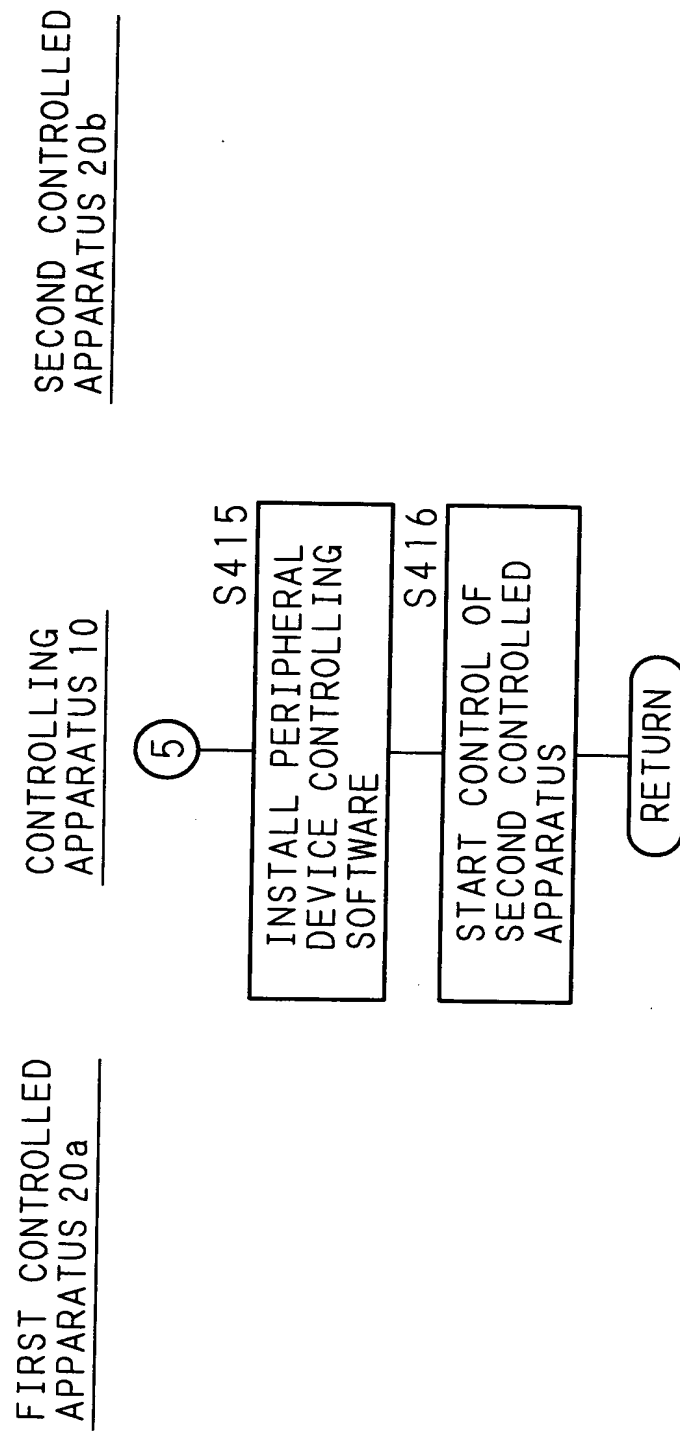 FIRST CONTROLLED
APPARATUS 20a
CONTROLLING
APPARATUS 10
SECOND CONTROLLED
APPARATUS 20b
5
S415
INSTALL PERIPHERAL
DEVICE CONTROLLING
SOFTWARE
S416
START CONTROL OF
SECOND CONTROLLED
APPARATUS
RETURN